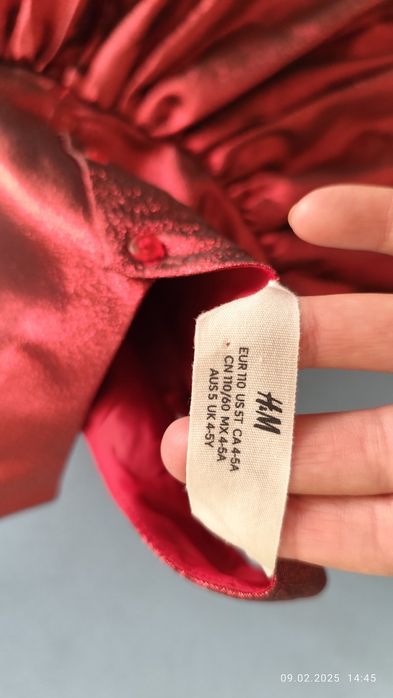 H&M
EUR 110 US 5T CA 4-5A
CN 110/60 MX 4-5A
AUS 5 UK 4-5Y
09.02.2025 14:45